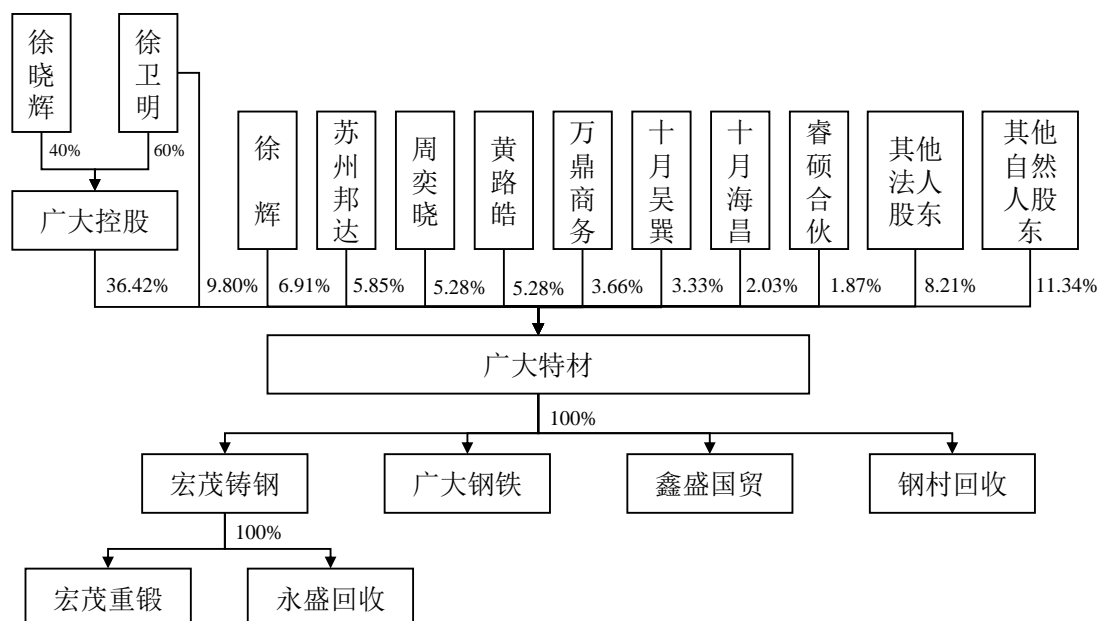 徐晓辉
徐卫明
40%
60%
广大控股
徐辉
苏州邦达
周奕晓
黄路皓
万鼎商务
十月吴巽
十月海昌
睿硕合伙
其他法人股东
其他自然人股东
36.42%
9.80%
6.91%
5.85%
5.28%
5.28%
3.66%
3.33%
2.03%
1.87%
8.21%
11.34%
广大特材
100%
宏茂铸钢
广大钢铁
鑫盛国贸
钢村回收
100%
宏茂重锻
永盛回收